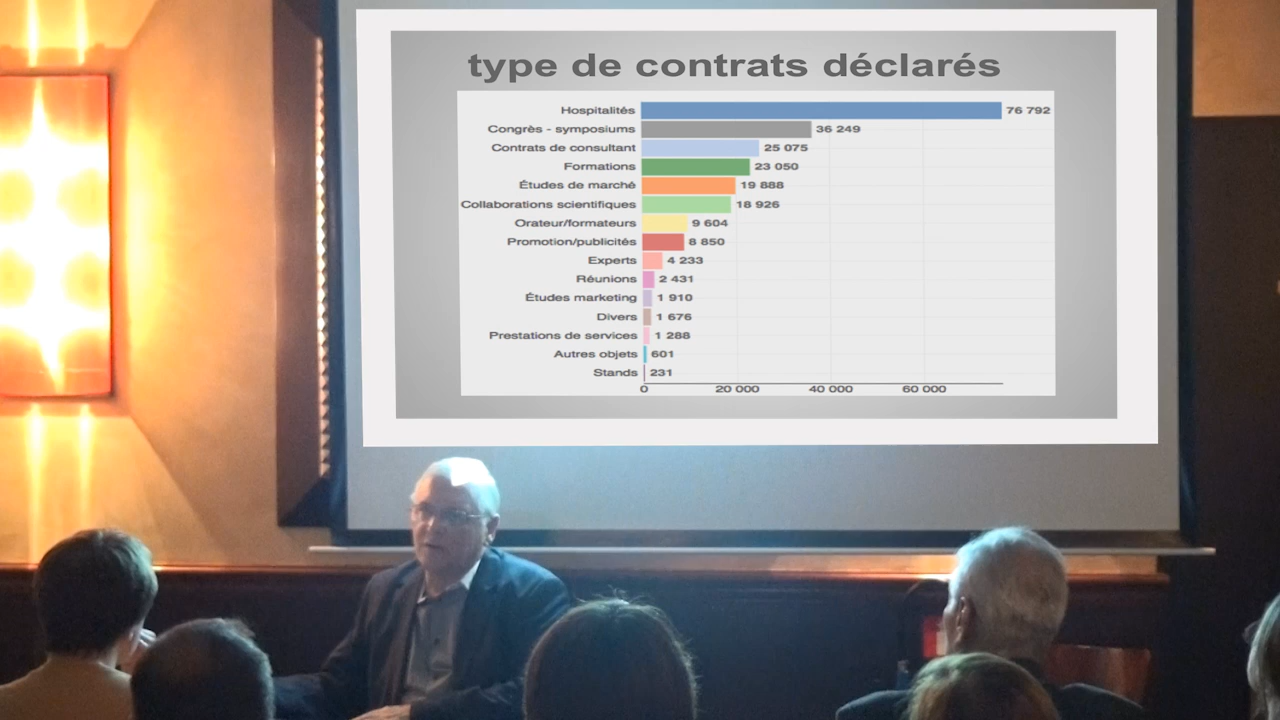 type de contrats déclarés
Hospitalités 76 792
Congrès - symposiums 36 249
Contrats de consultant 25 075
Formations 23 050
Études de marché 19 888
Collaborations scientifiques 18 926
Orateur/formateurs 9 604
Promotion/publicités 8 850
Experts 4 233
Réunions 2 431
Études marketing 1 910
Divers 1 676
Prestations de services 1 288
Autres objets 601
Stands 231
0 20 000 40 000 60 000